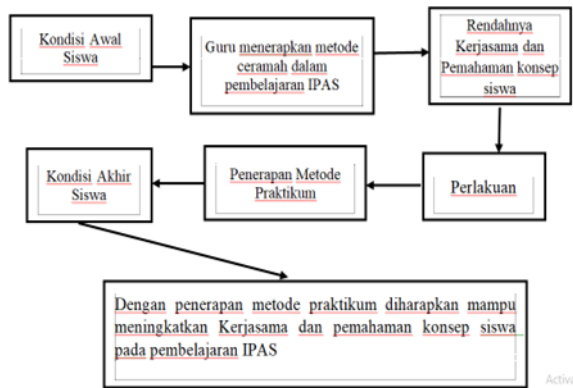 Kondisi Awal
Siswa
Guru menerapkan metode
ceramah dalam
pembelajaran IPAS
Rendahnya
Kerjasama dan
Pemahaman konsep
siswa
Perlakuan
Penerapan Metode
Praktikum
Kondisi Akhir
Siswa
Dengan penerapan metode praktikum diharapkan mampu
meningkatkan Kerjasama dan pemahaman konsep siswa
pada pembelajaran IPAS